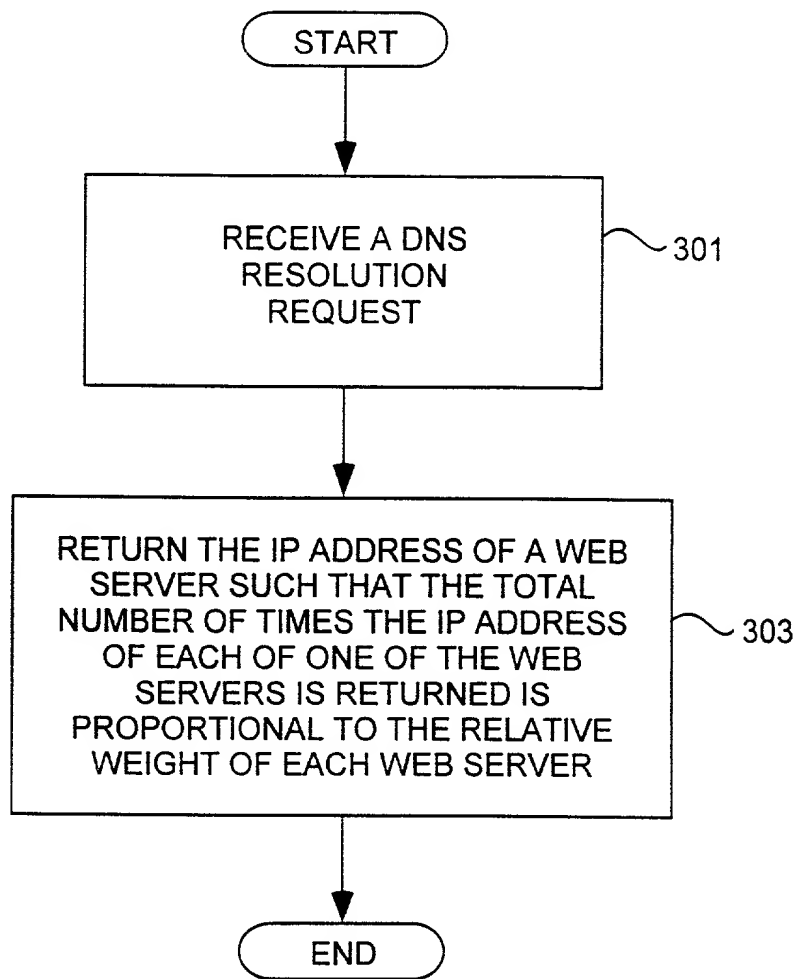 START
RECEIVE A DNS
RESOLUTION
REQUEST
301
RETURN THE IP ADDRESS OF A WEB
SERVER SUCH THAT THE TOTAL
NUMBER OF TIMES THE IP ADDRESS
OF EACH OF ONE OF THE WEB
SERVERS IS RETURNED IS
PROPORTIONAL TO THE RELATIVE
WEIGHT OF EACH WEB SERVER
303
END